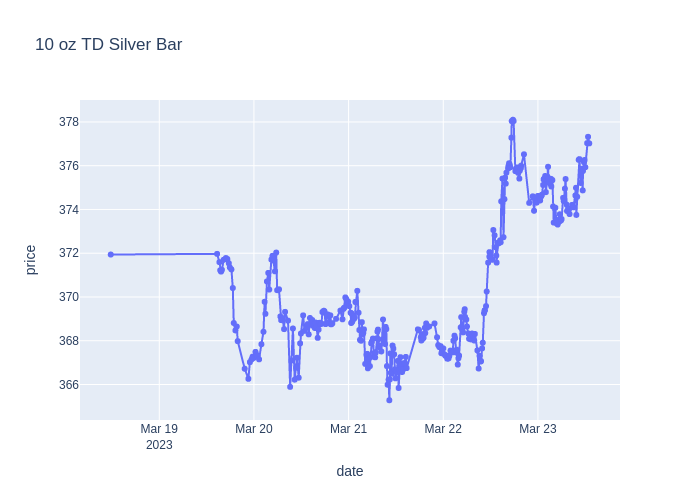 10 oz TD Silver Bar
price
378
376
374
372
370
368
366
Mar 19
2023
Mar 20
Mar 21
Mar 22
Mar 23
date